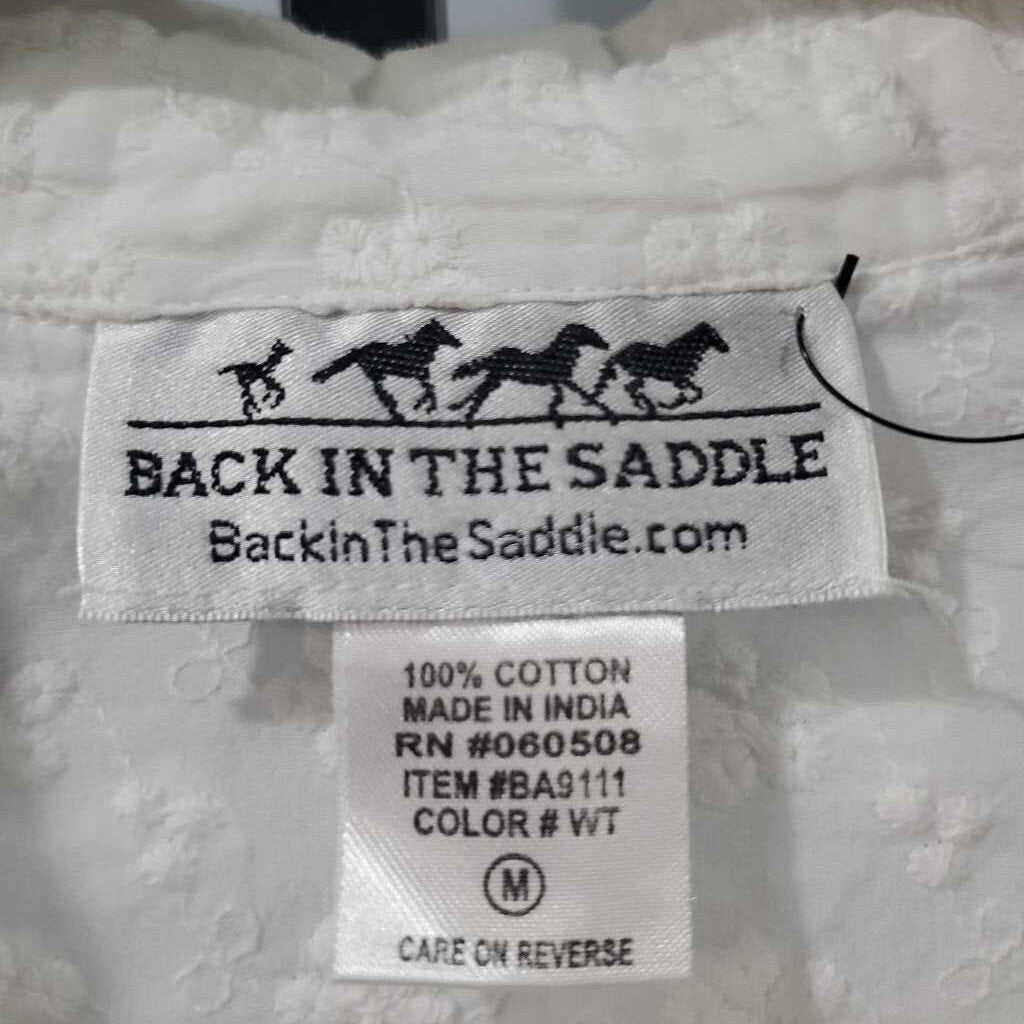 BACK IN THE SADDLE
BackInTheSaddle.com
100% COTTON
MADE IN INDIA
RN #060508
ITEM #BA9111
COLOR # WT
M
CARE ON REVERSE